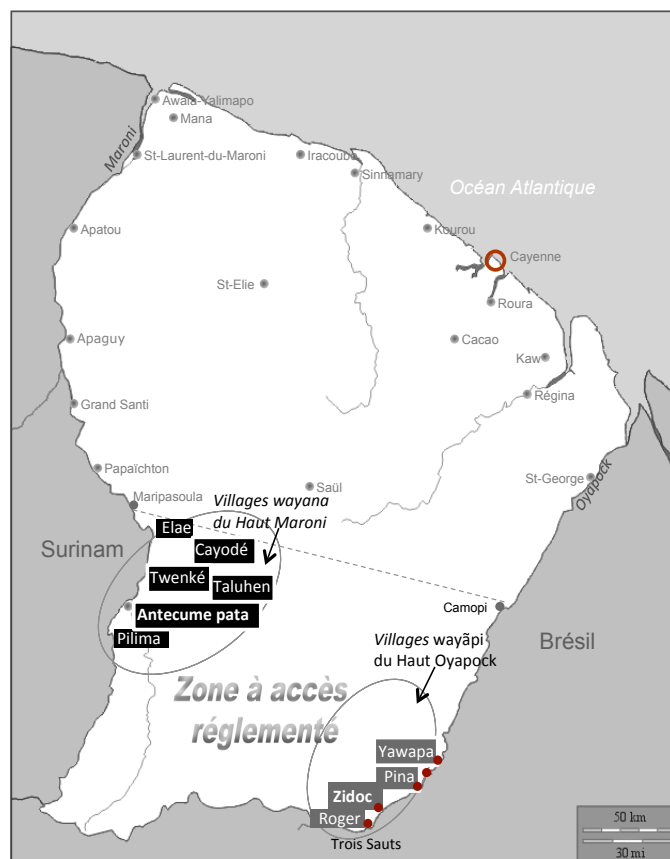 Awala-Yalimapo
Mana
Maroni
St-Laurent-du-Maroni
Iracoubo
Sinnamary
Océan Atlantique
Apatou
Kourou
Cayenne
St-Elie
Roura
Apaguy
Cacao
Kaw
Régina
Grand Santi
Papaïchton
Saül
St-George
Oyapock
Maripasoula
Villages wayana
du Haut Maroni
Elae
Surinam
Cayodé
Twenké
Taluhen
Antecume pata
Pilima
Camopi
Brésil
Villages wayãpi
du Haut Oyapock
Zone à accès
réglementé
Yawapa
Pina
Zidoc
Roger
Trois Sauts
50 km
30 mi